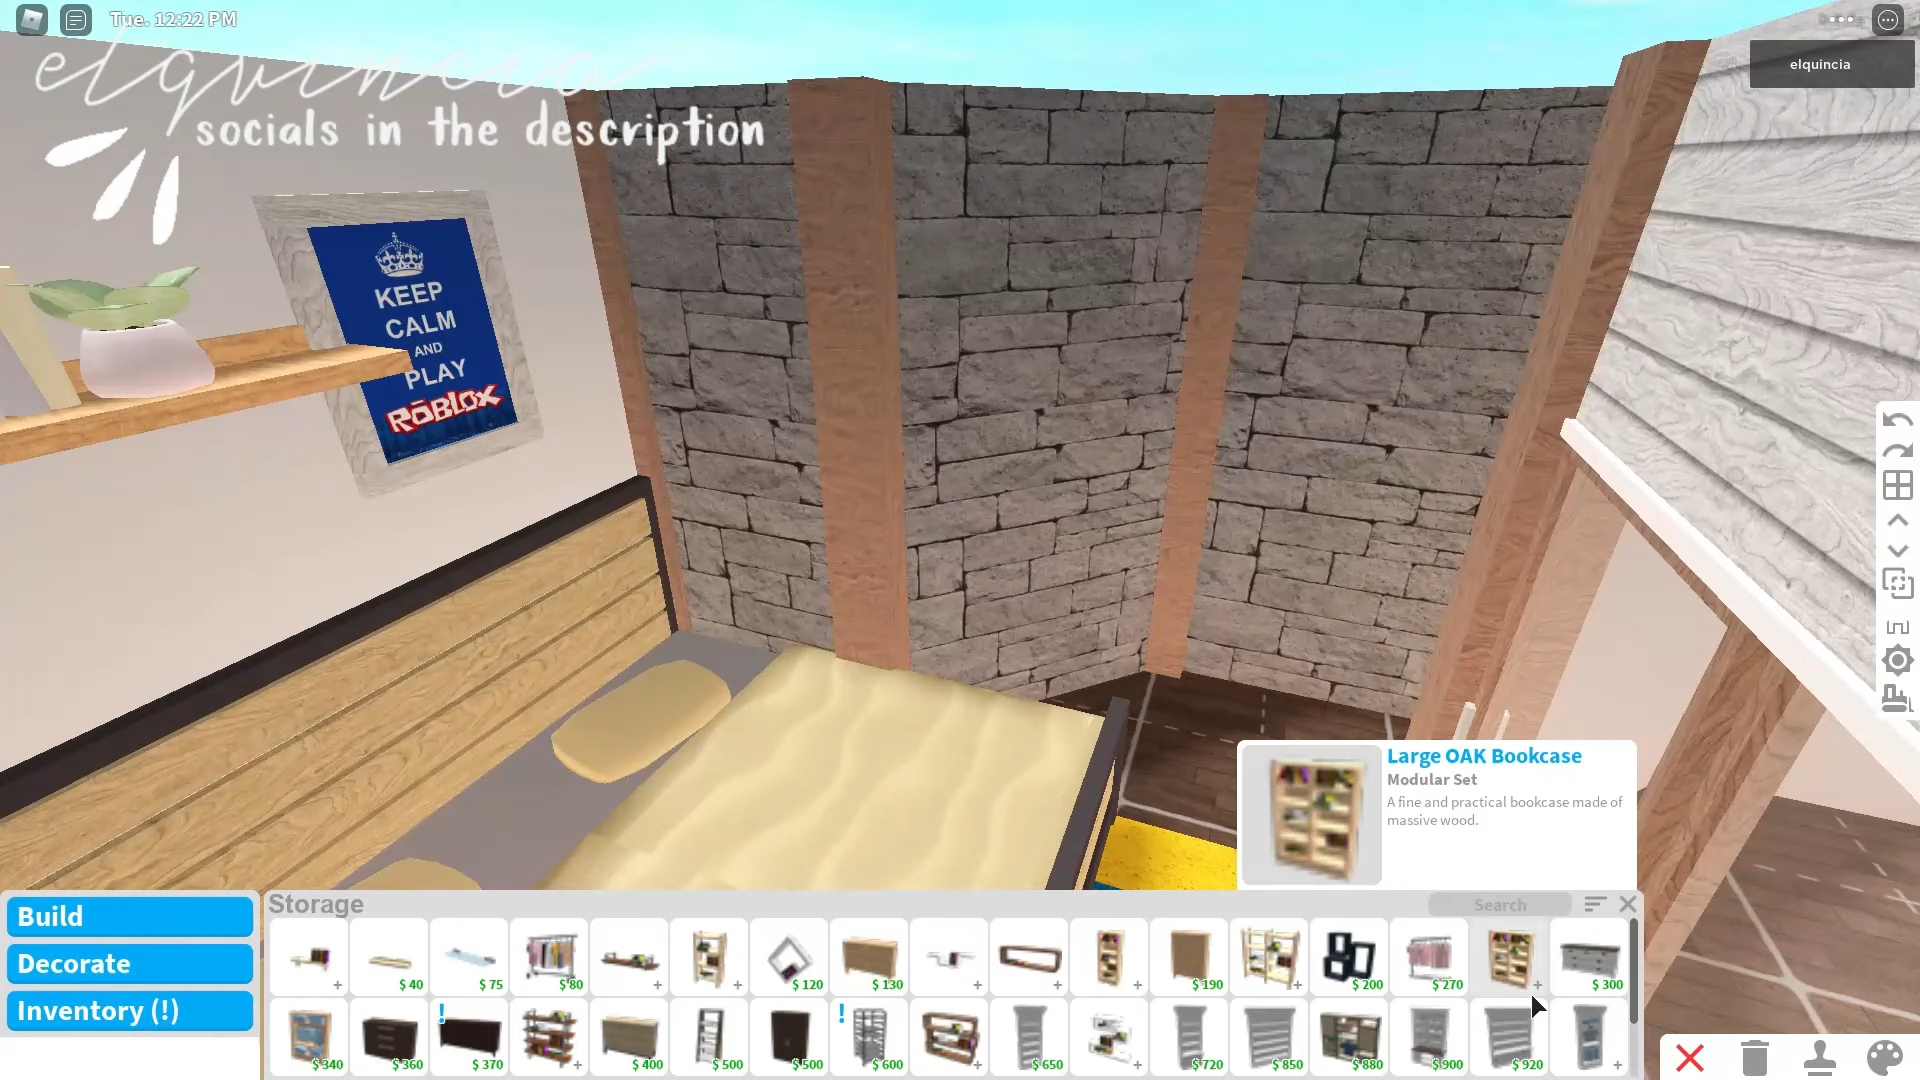 Tue. 12:22 PM
elquincia
elquincia
socials in the description
KEEP
CALM
AND
PLAY
ROBLOX
Large OAK Bookcase
Modular Set
A fine and practical bookcase made of
massive wood.
Build
Decorate
Inventory (!)
Storage
Search
$ 40
$ 75
$ 80
$ 120
$ 130
$ 190
$ 200
$ 270
$ 300
$ 340
$ 360
$ 370
$ 400
$ 500
$ 500
$ 600
$ 650
$ 720
$ 850
$ 880
$ 900
$ 920